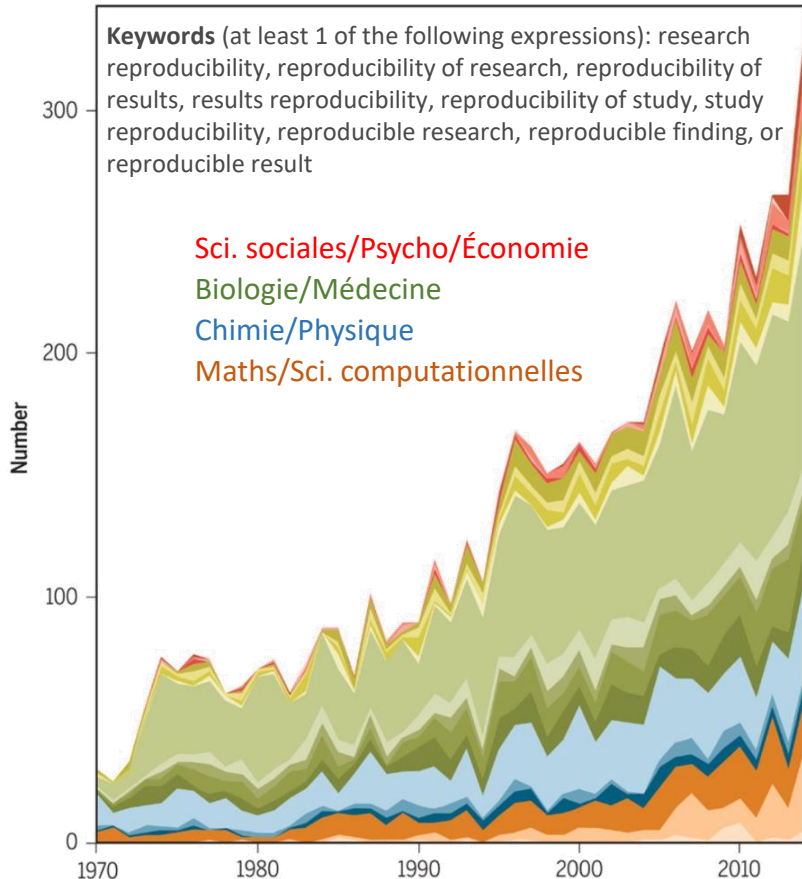 Keywords (at least 1 of the following expressions): research
reproducibility, reproducibility of research, reproducibility of
results, results reproducibility, reproducibility of study, study
reproducibility, reproducible research, reproducible finding, or
reproducible result
300
Sci. sociales/Psycho/Économie
Biologie/Médecine
Chimie/Physique
200
Maths/Sci. computationnelles
Number
100
0
1970 1980 1990 2000 2010